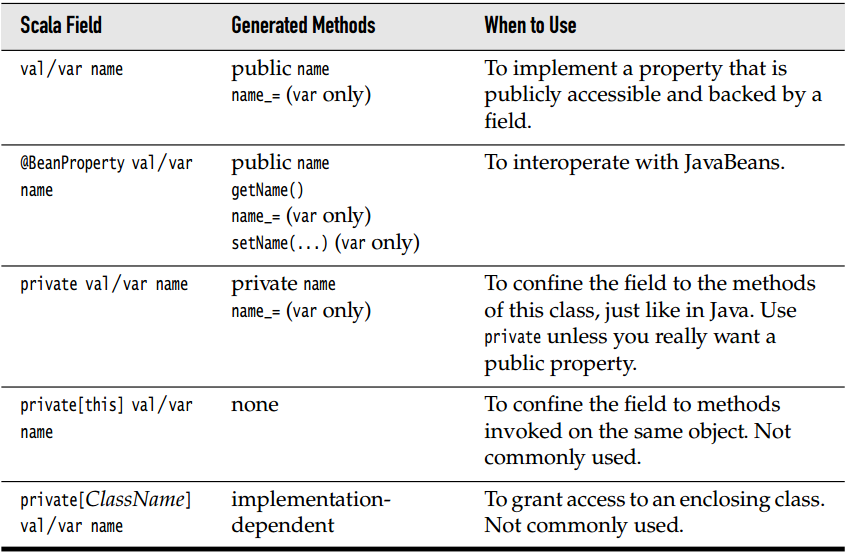 Scala Field Generated Methods When to Use
val/var name public name To implement a property that is
name_= (var only) publicly accessible and backed by a
field.
@BeanProperty val/var public name To interoperate with JavaBeans.
name getName()
name_= (var only)
setName(...) (var only)
private val/var name private name To confine the field to the methods
name_= (var only) of this class, just like in Java. Use
private unless you really want a
public property.
private[this] val/var none To confine the field to methods
name invoked on the same object. Not
commonly used.
private[ClassName] implementation- To grant access to an enclosing class.
val/var name dependent Not commonly used.